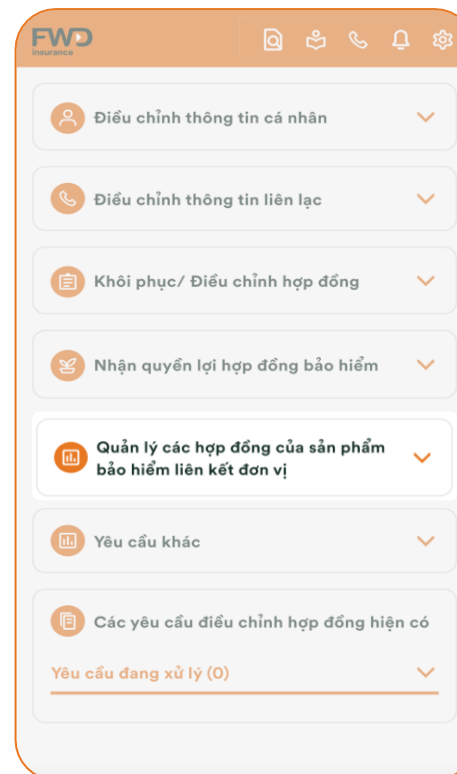 FWD
insurance
Điều chỉnh thông tin cá nhân
Điều chỉnh thông tin liên lạc
Khôi phục/ Điều chỉnh hợp đồng
Nhận quyền lợi hợp đồng bảo hiểm
Quản lý các hợp đồng của sản phẩm
bảo hiểm liên kết đơn vị
Yêu cầu khác
Các yêu cầu điều chỉnh hợp đồng hiện có
Yêu cầu đang xử lý (0)